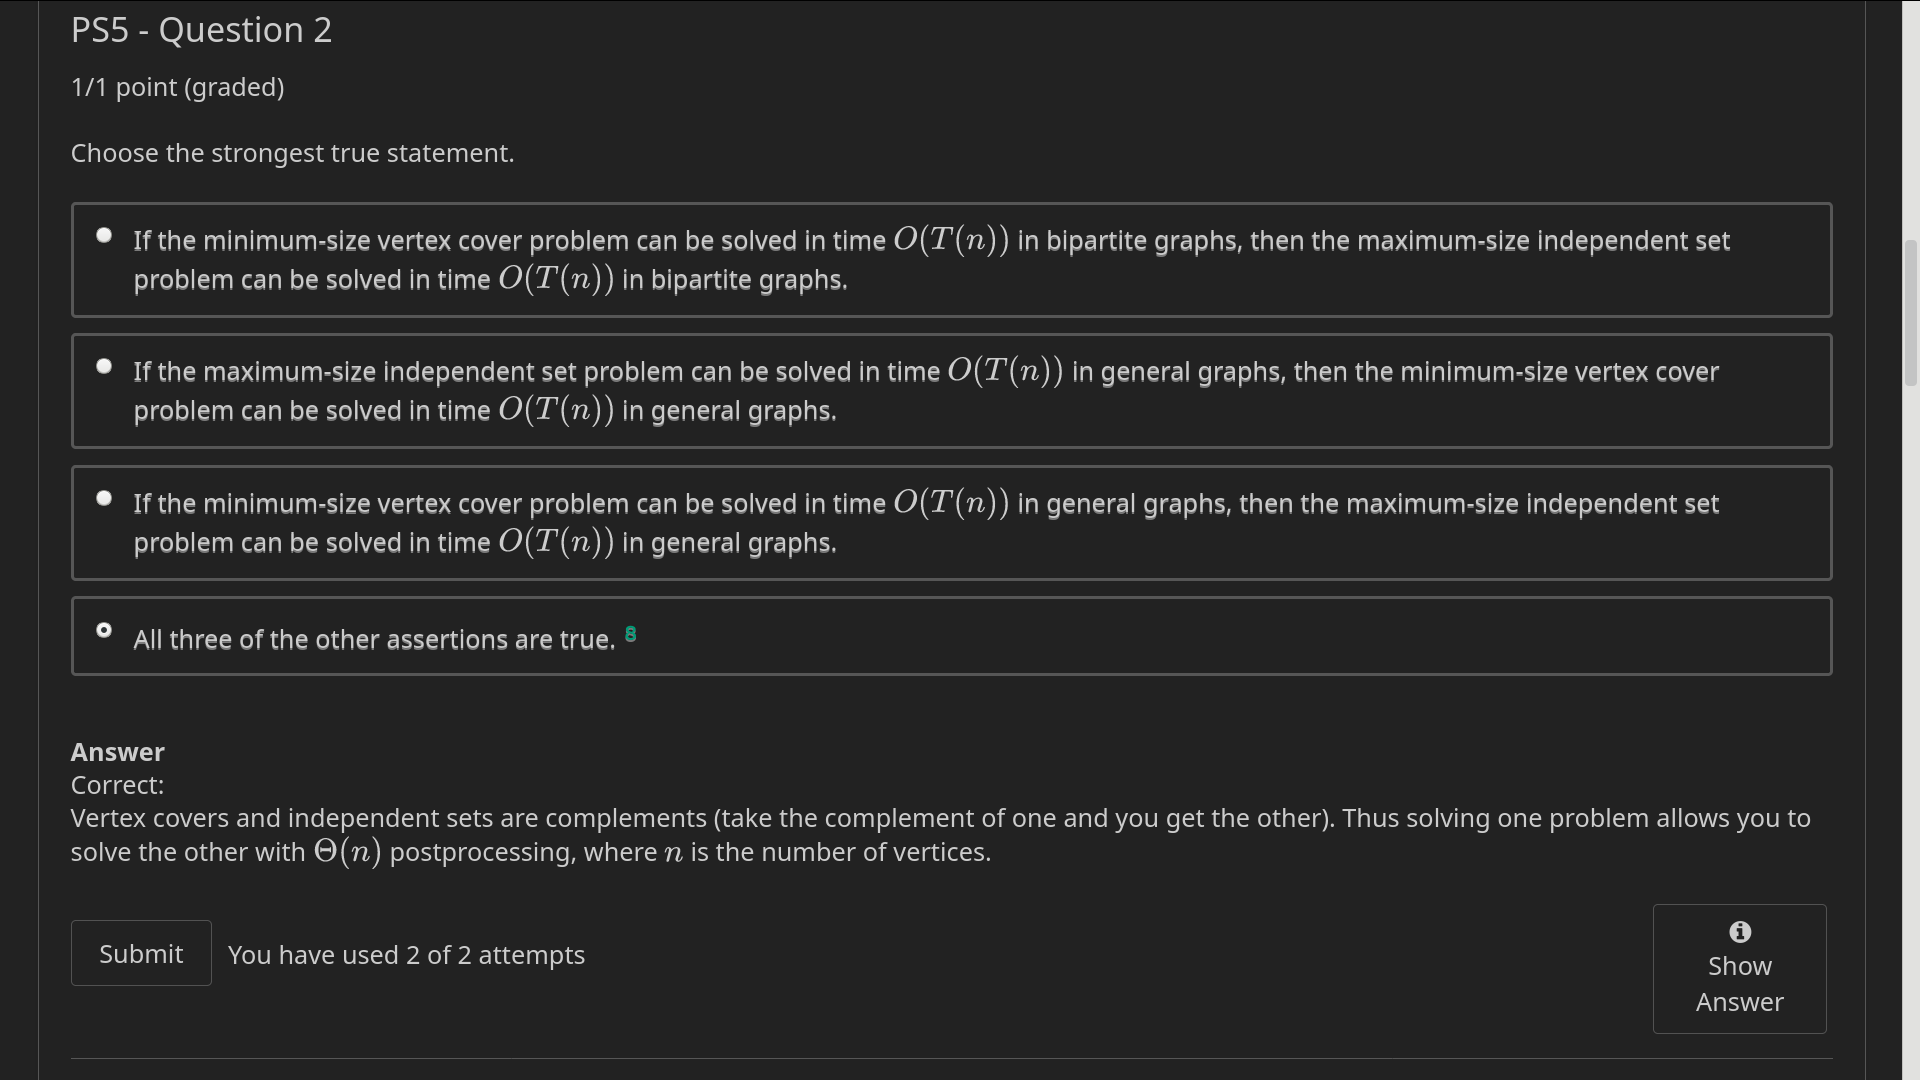 PS5 - Question 2
1/1 point (graded)
Choose the strongest true statement.
If the minimum-size vertex cover problem can be solved in time O(T(n)) in bipartite graphs, then the maximum-size independent set
problem can be solved in time O(T(n)) in bipartite graphs.
If the maximum-size independent set problem can be solved in time O(T(n)) in general graphs, then the minimum-size vertex cover
problem can be solved in time O(T(n)) in general graphs.
If the minimum-size vertex cover problem can be solved in time O(T(n)) in general graphs, then the maximum-size independent set
problem can be solved in time O(T(n)) in general graphs.
All three of the other assertions are true.
Answer
Correct:
Vertex covers and independent sets are complements (take the complement of one and you get the other). Thus solving one problem allows you to
solve the other with Θ(n) postprocessing, where n is the number of vertices.
Submit You have used 2 of 2 attempts
Show
Answer